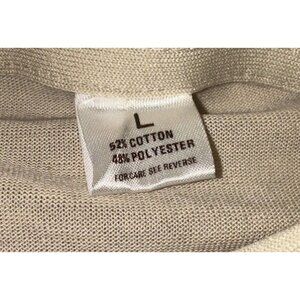 L
52% COTTON
48% POLYESTER
FOR CARE SEE REVERSE